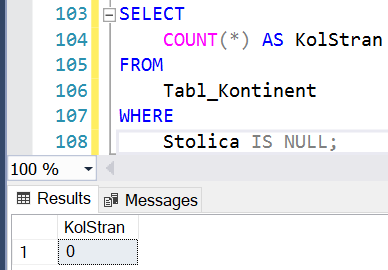 103 SELECT
104 COUNT(*) AS KolStran
105 FROM
106 Tabl_Kontinent
107 WHERE
108 Stolica IS NULL;
100 %
Results Messages
KolStran
1 0